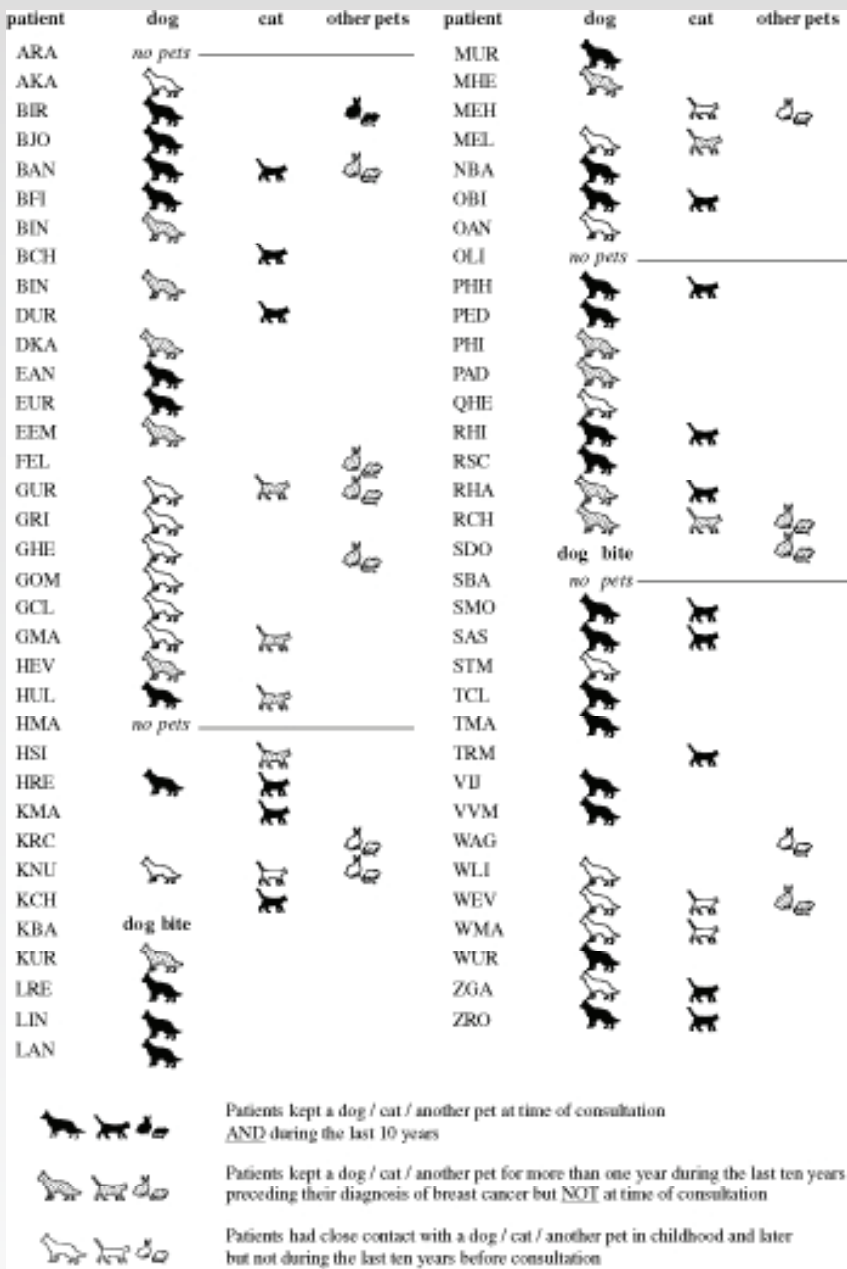 patient dog cat other pets
ARA no pets
AKA
BIR
BJO
BAN
BFI
BIN
BCH
BIN
DUR
DKA
EAN
EUR
EEM
FEL
GUR
GRI
GHE
GOM
GCL
GMA
HEV
HUL
HMA no pets
HSI
HRE
KMA
KRC
KNU
KCH
KBA dog bite
KUR
LRE
LIN
LAN
patient dog cat other pets
MUR
MHE
MEH
MEL
NBA
OBI
OAN
OLI no pets
PHH
PED
PHI
PAD
QHE
RHI
RSC
RHA
RCH
SDO dog bite
SBA no pets
SMO
SAS
STM
TCL
TMA
TRM
VIJ
VVM
WAG
WLI
WEV
WMA
WUR
ZGA
ZRO
Patients kept a dog / cat / another pet at time of consultation
AND during the last 10 years
Patients kept a dog / cat / another pet for more than one year during the last ten years
preceding their diagnosis of breast cancer but NOT at time of consultation
Patients had close contact with a dog / cat / another pet in childhood and later
but not during the last ten years before consultation